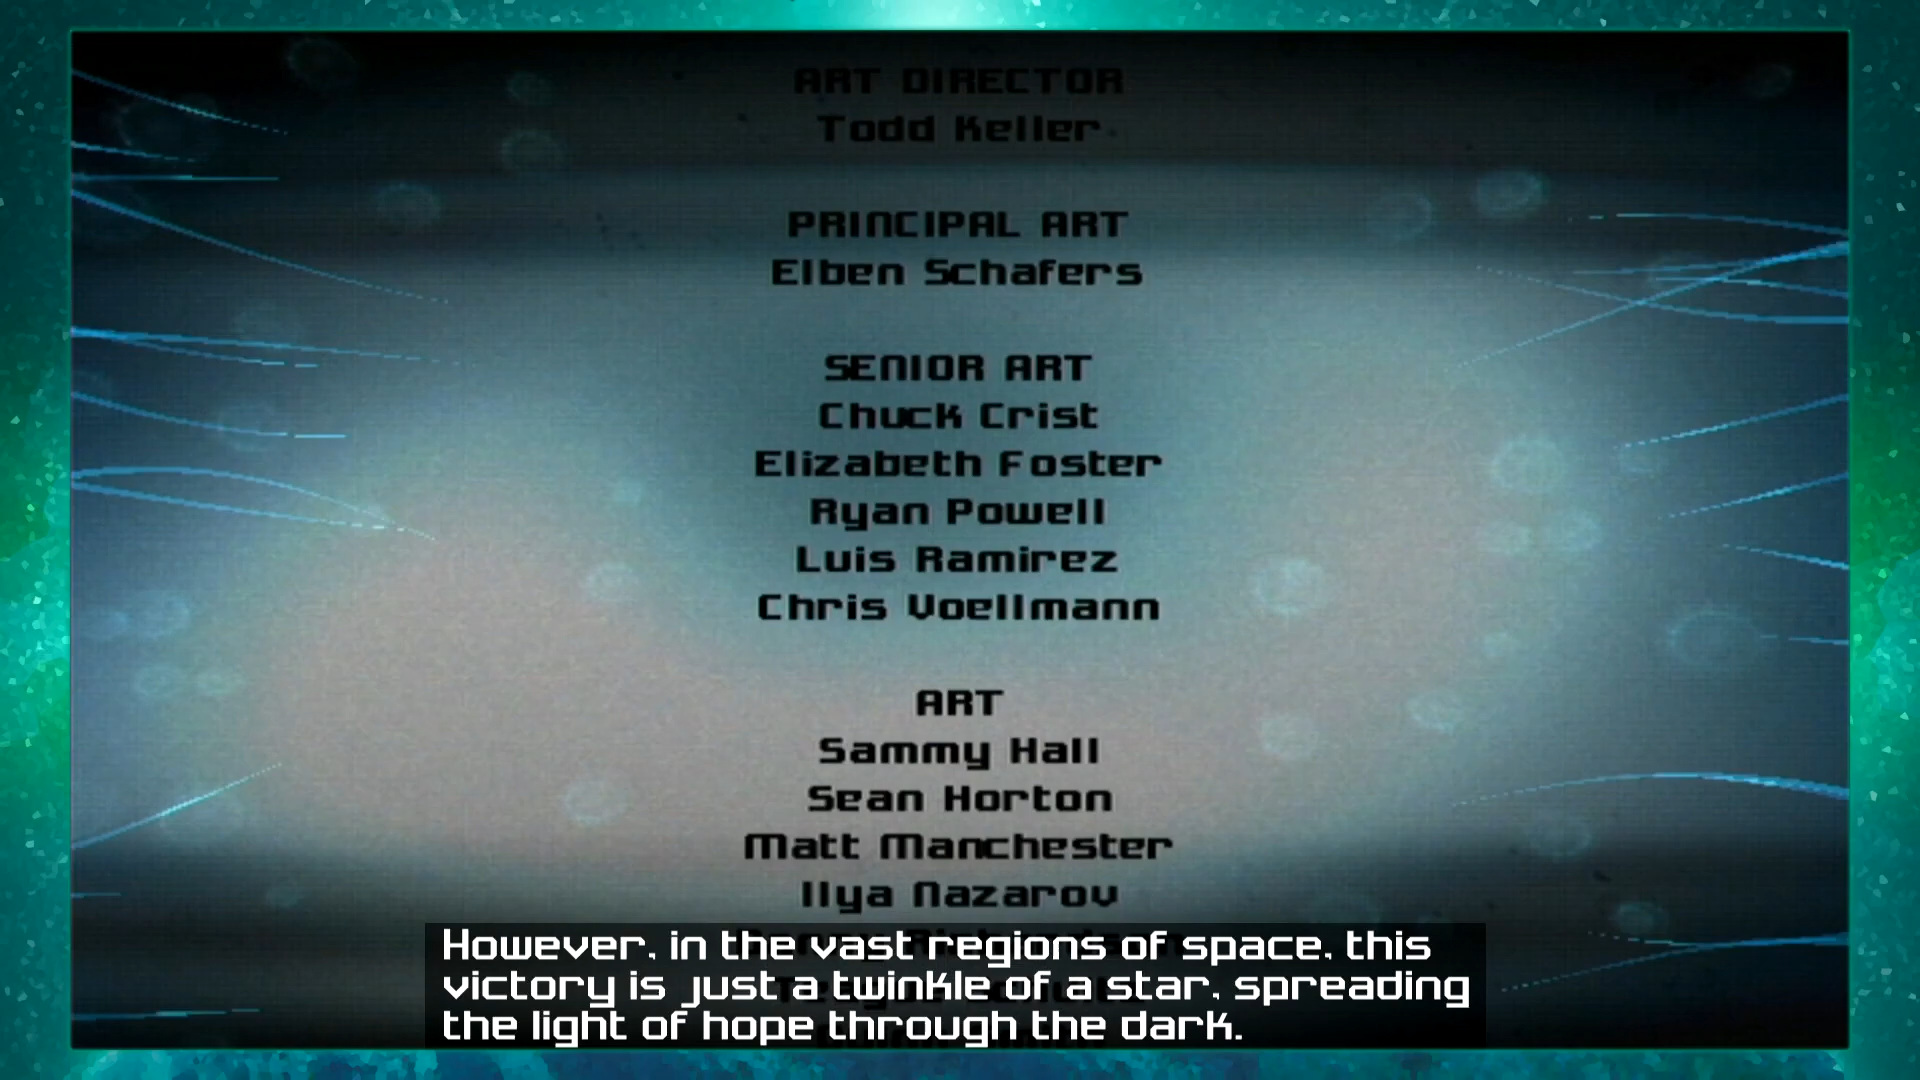 ART DIRECTOR
Todd Keller
PRINCIPAL ART
Elben Schafers
SENIOR ART
Chuck Crist
Elizabeth Foster
Ryan Powell
Luis Ramirez
Chris Voellmann
ART
Sammy Hall
Sean Horton
Matt Manchester
Ilya Nazarov
However, in the vast regions of space, this
victory is just a twinkle of a star, spreading
the light of hope through the dark.